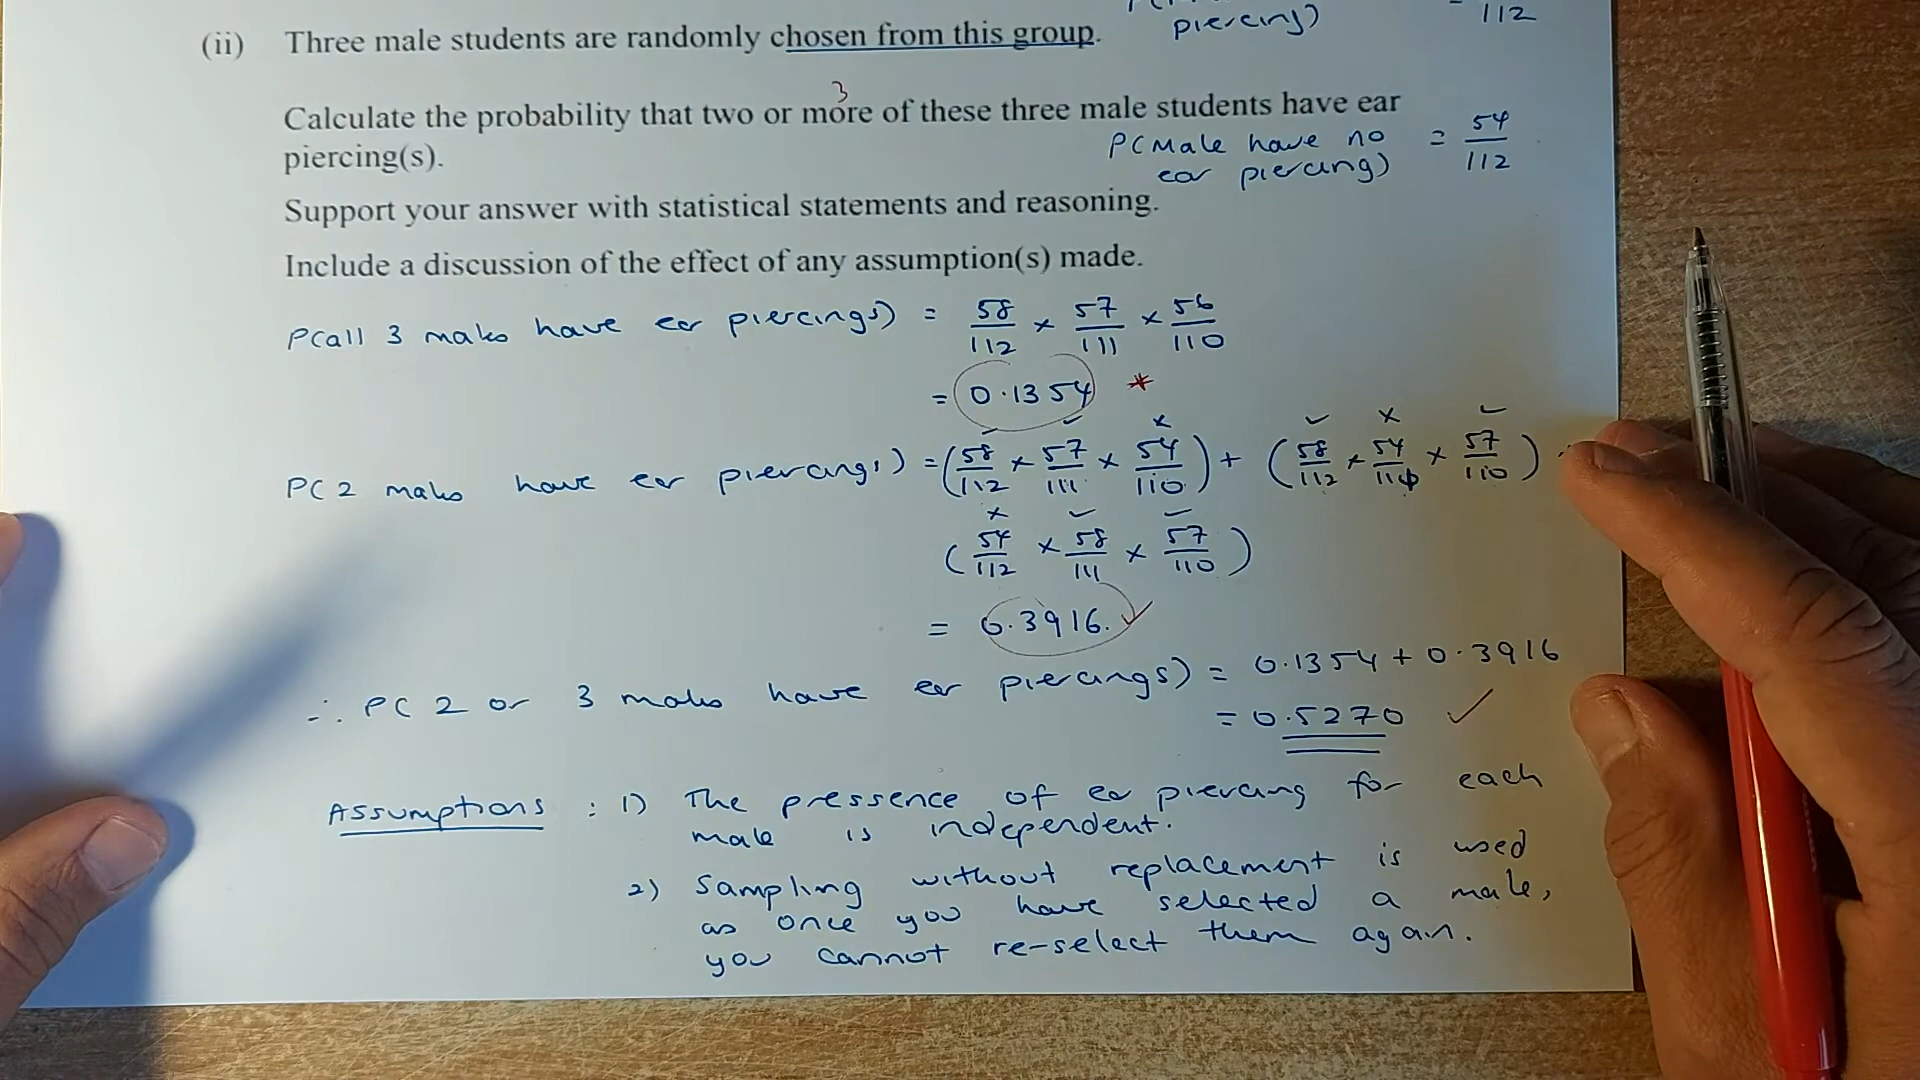 (ii) Three male students are randomly chosen from this group.
piercing)
112
3
Calculate the probability that two or more of these three male students have ear
piercing(s).
P(Male have no ear piercing) = 54/112
Support your answer with statistical statements and reasoning.
Include a discussion of the effect of any assumption(s) made.
P(all 3 males have ear piercings) = 58/112 × 57/111 × 56/110
= 0.1354 *
✓ ✓ × ✓ × ✓
P(2 males have ear piercings) = (58/112 × 57/111 × 54/110) + (58/112 × 54/111 × 57/110)
× ✓ ✓
(54/112 × 58/111 × 57/110)
= 0.3916. ✓
∴ P(2 or 3 males have ear piercings) = 0.1354 + 0.3916
= 0.5270 ✓
Assumptions : 1) The pressence of ear piercing for each
male is independent.
2) Sampling without replacement is used
as once you have selected a male,
you cannot re-select them again.